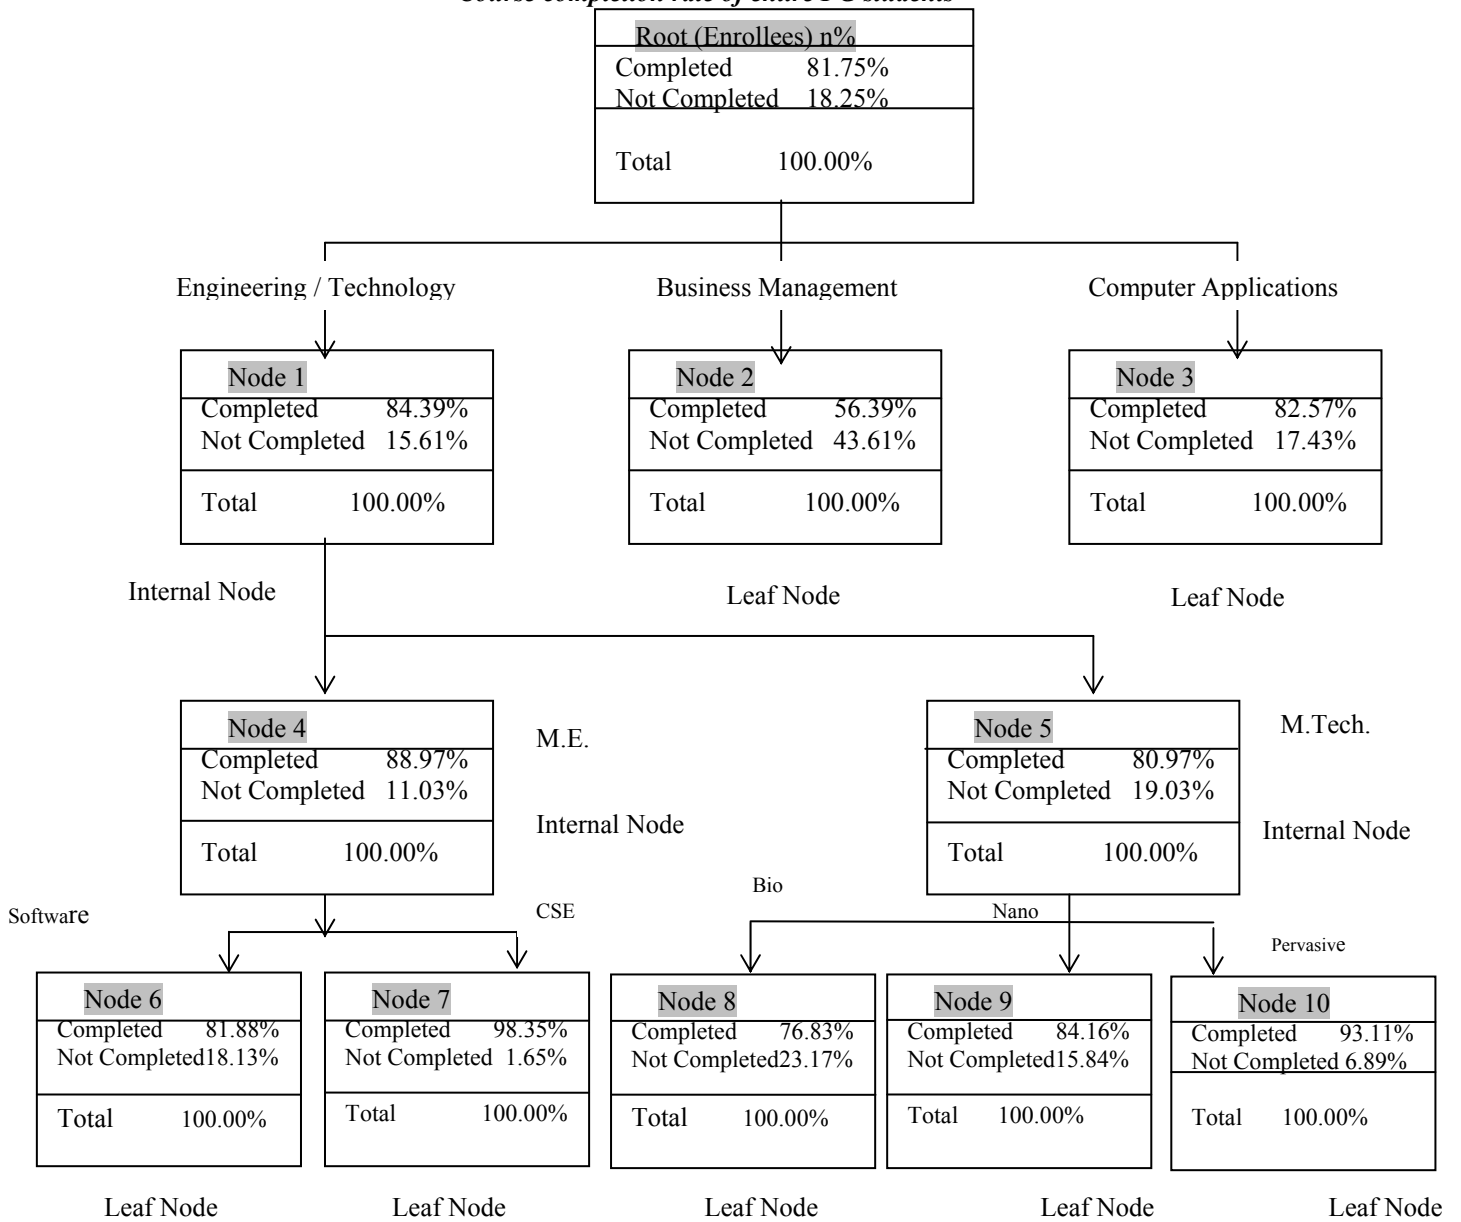 Course completion rate of entire PG students
Root (Enrollees) n%
Completed 81.75%
Not Completed 18.25%
Total 100.00%
Engineering / Technology
Business Management
Computer Applications
Node 1
Completed 84.39%
Not Completed 15.61%
Total 100.00%
Node 2
Completed 56.39%
Not Completed 43.61%
Total 100.00%
Node 3
Completed 82.57%
Not Completed 17.43%
Total 100.00%
Internal Node
Leaf Node
Leaf Node
Node 4
Completed 88.97%
Not Completed 11.03%
Total 100.00%
M.E.
Internal Node
Node 5
Completed 80.97%
Not Completed 19.03%
Total 100.00%
M.Tech.
Internal Node
Software
CSE
Bio
Nano
Pervasive
Node 6
Completed 81.88%
Not Completed18.13%
Total 100.00%
Node 7
Completed 98.35%
Not Completed 1.65%
Total 100.00%
Node 8
Completed 76.83%
Not Completed23.17%
Total 100.00%
Node 9
Completed 84.16%
Not Completed15.84%
Total 100.00%
Node 10
Completed 93.11%
Not Completed 6.89%
Total 100.00%
Leaf Node
Leaf Node
Leaf Node
Leaf Node
Leaf Node